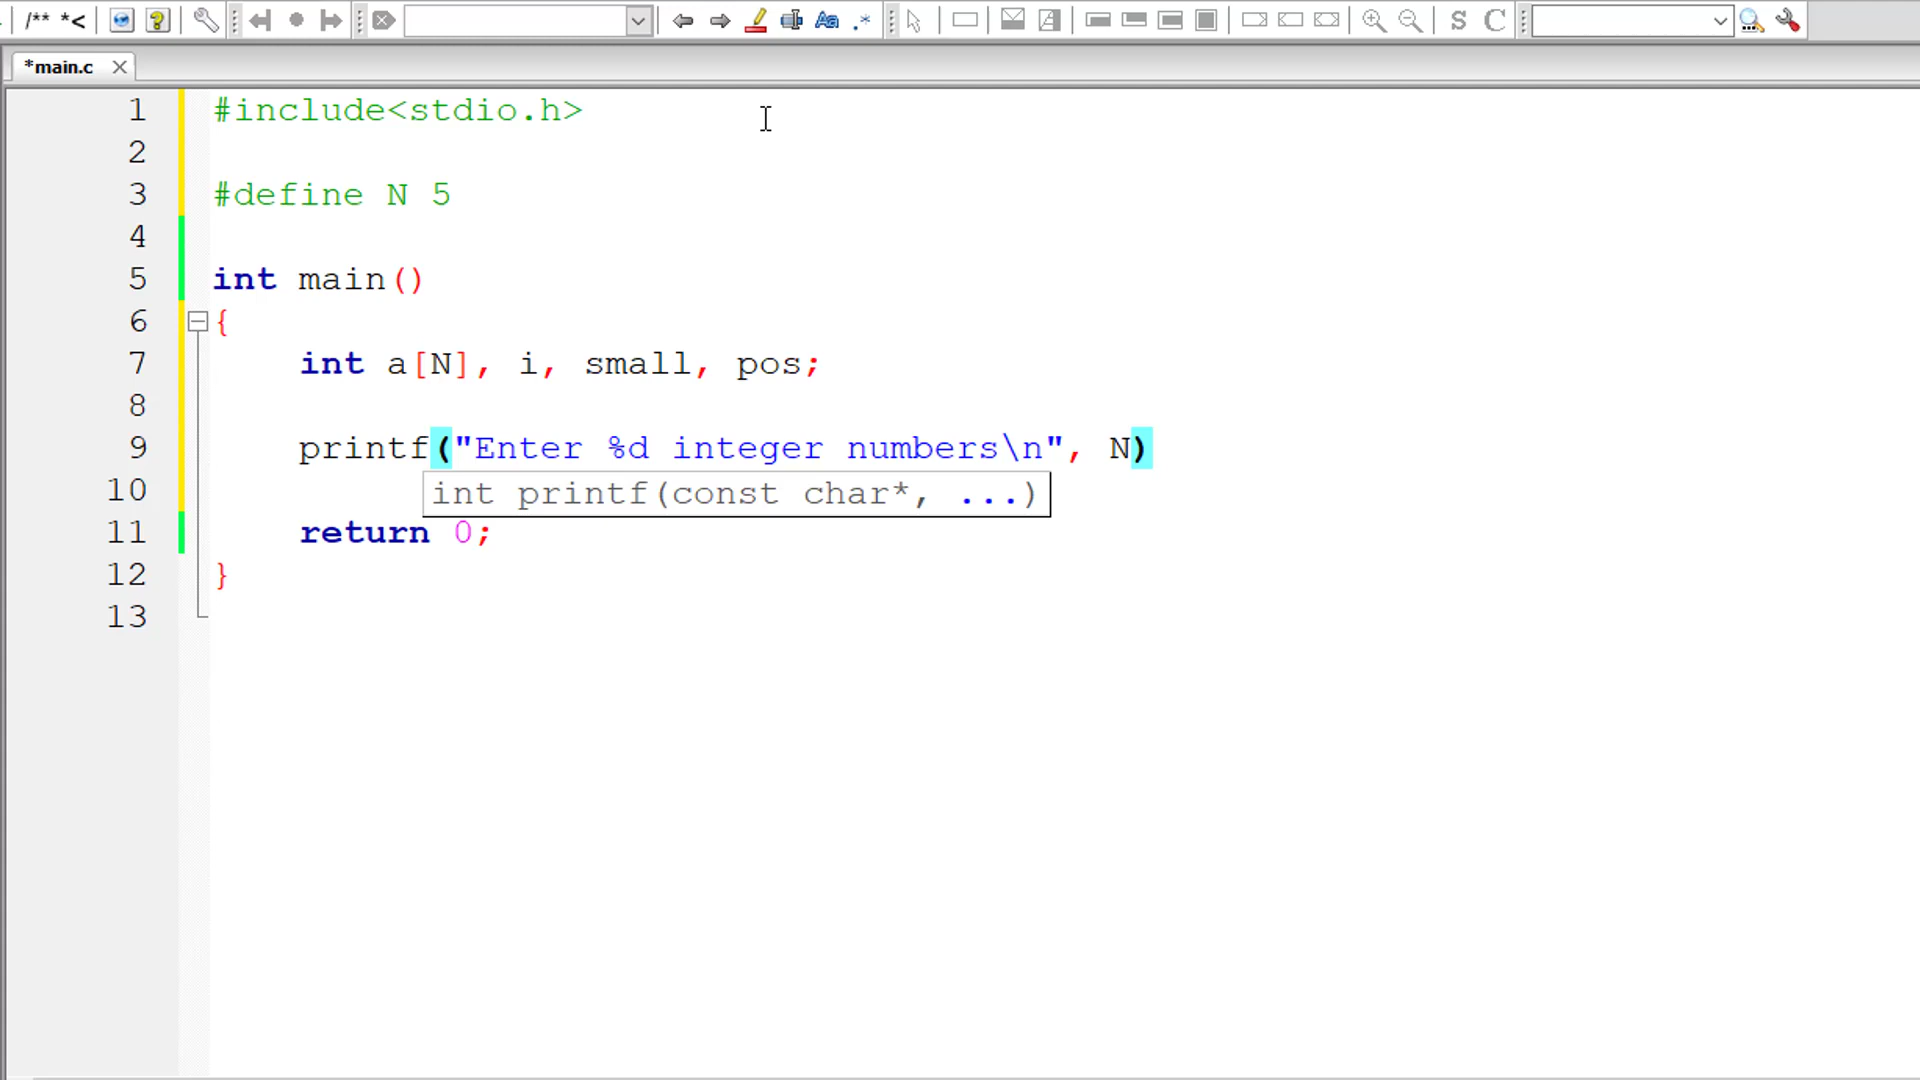 /** *<
Aa .*
S C
*main.c
1 #include<stdio.h>
2
3 #define N 5
4
5 int main()
6 {
7 int a[N], i, small, pos;
8
9 printf("Enter %d integer numbers\n", N)
10 int printf(const char*, ...)
11 return 0;
12 }
13